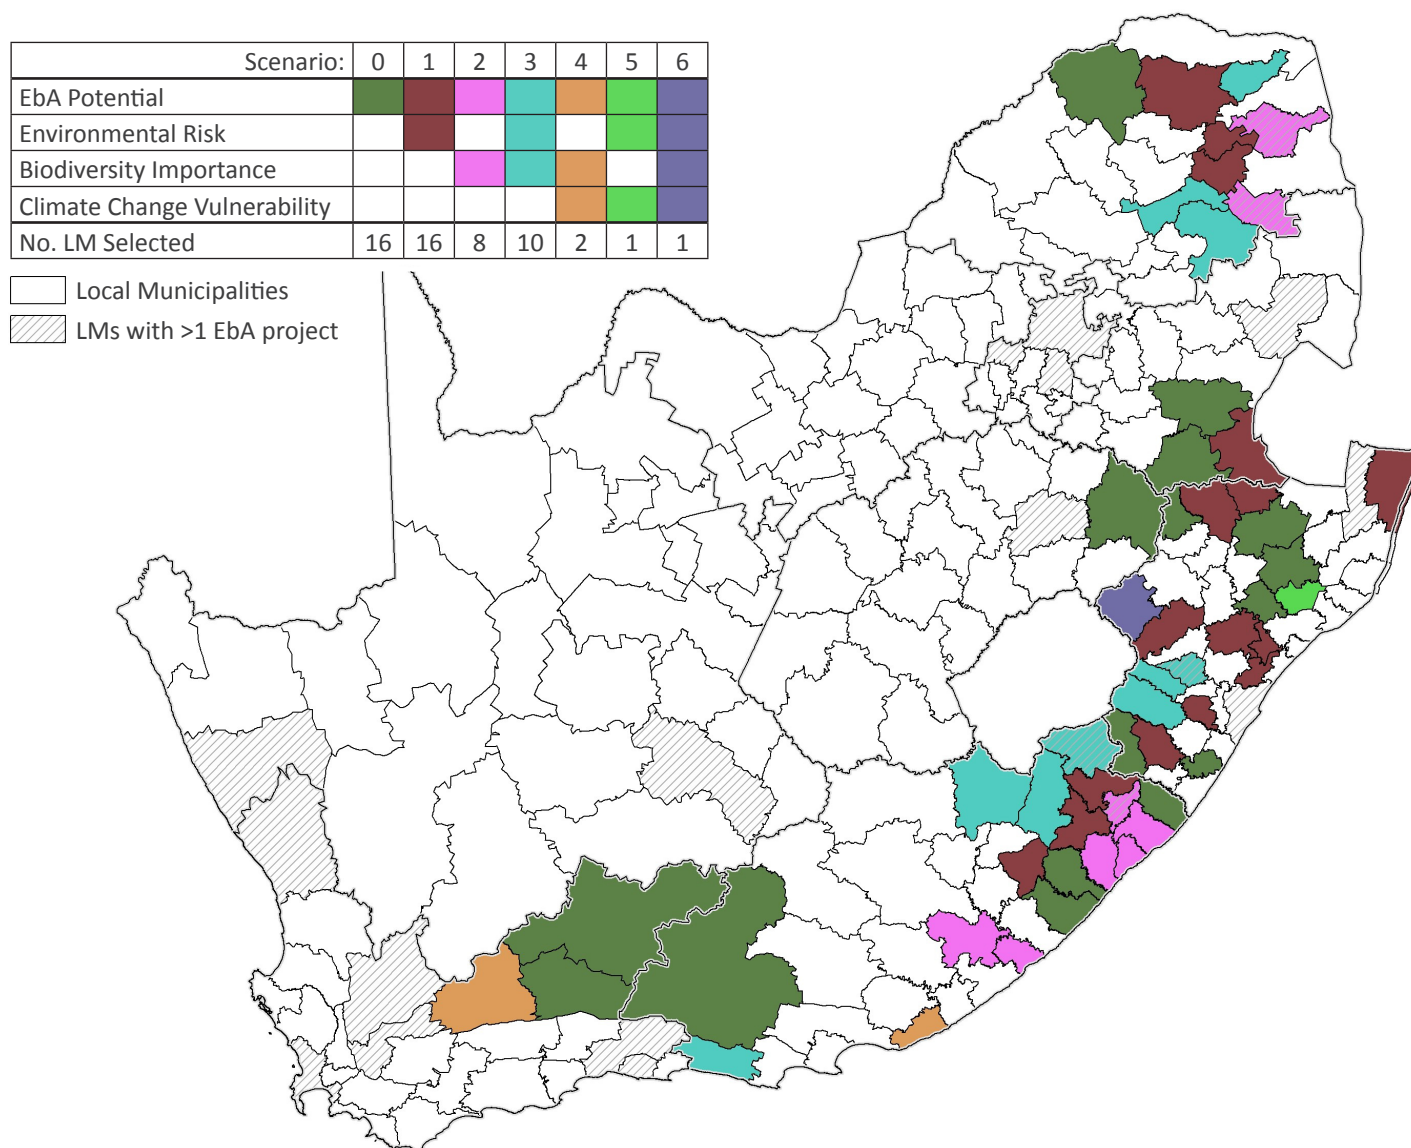 Scenario: 0 1 2 3 4 5 6
EbA Potential
Environmental Risk
Biodiversity Importance
Climate Change Vulnerability
No. LM Selected 16 16 8 10 2 1 1
Local Municipalities
LMs with >1 EbA project